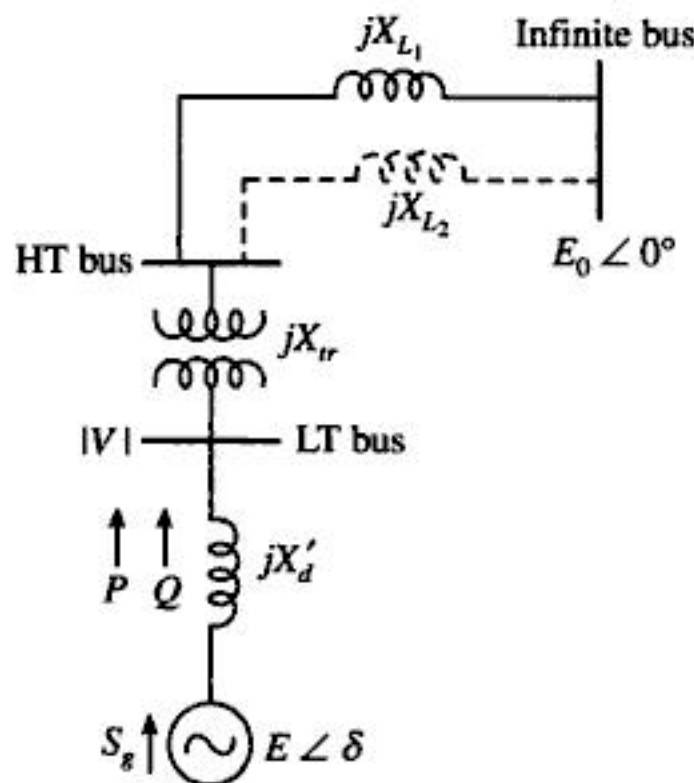 jX_{L_1}
Infinite bus
jX_{L_2}
E_0 ∠ 0°
HT bus
jX_{tr}
|V|
LT bus
P
Q
jX'_d
S_g
E ∠ δ